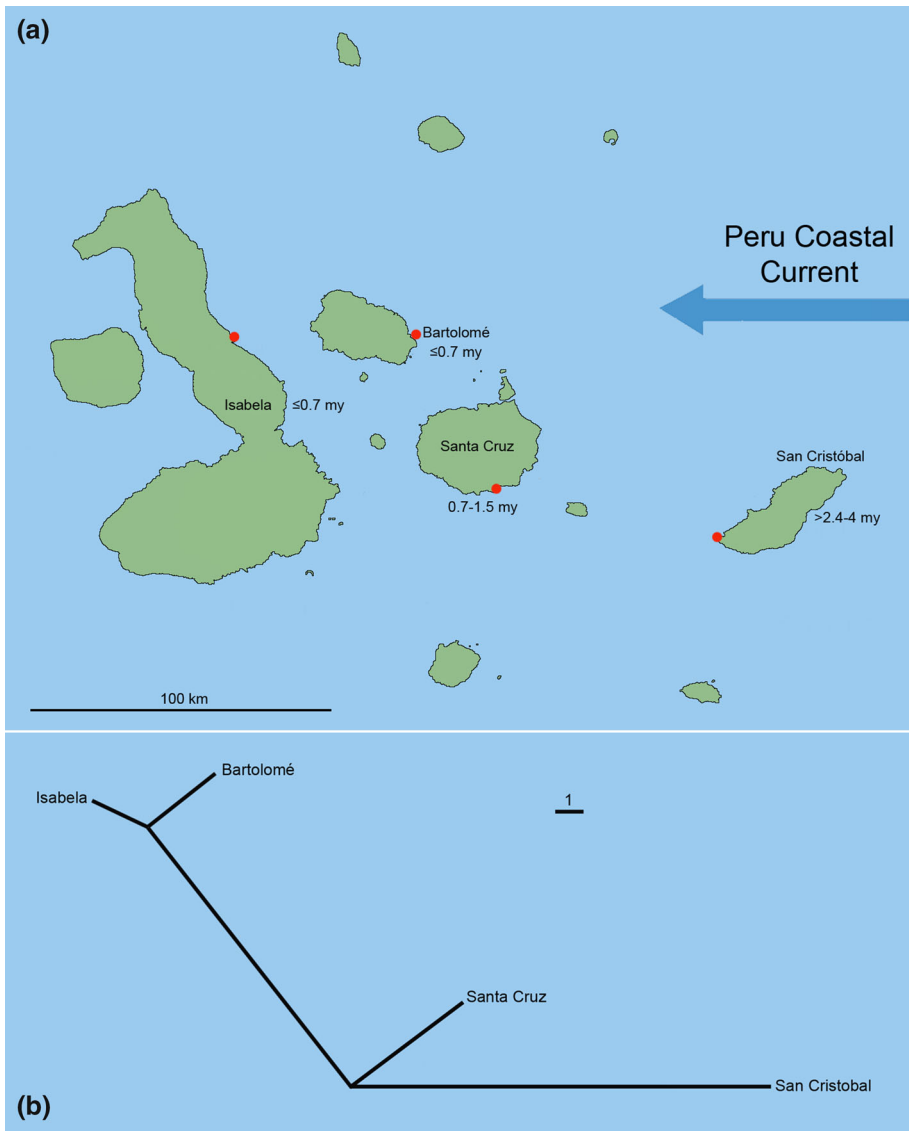 (a)
Peru Coastal
Current
Bartolomé
≤0.7 my
Isabela
≤0.7 my
Santa Cruz
San Cristóbal
0.7-1.5 my
>2.4-4 my
100 km
Bartolomé
Isabela
1
Santa Cruz
San Cristobal
(b)